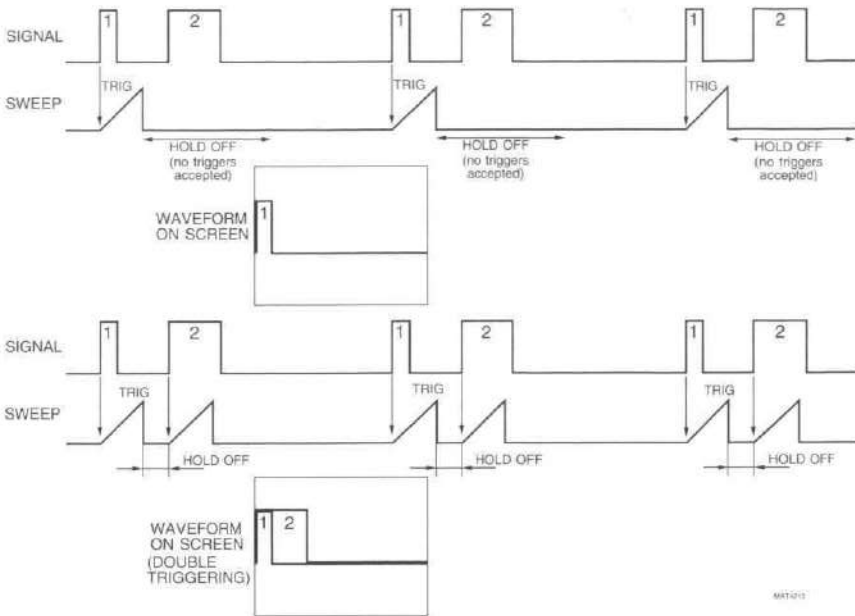 1 2 1 2 1 2
SIGNAL
TRIG TRIG TRIG
SWEEP
HOLD OFF
(no triggers
accepted)
HOLD OFF
(no triggers
accepted)
HOLD OFF
(no triggers
accepted)
WAVEFORM
ON SCREEN
1
1 2 1 2 1 2
SIGNAL
TRIG TRIG TRIG
SWEEP
HOLD OFF HOLD OFF HOLD OFF
WAVEFORM
ON SCREEN
(DOUBLE
TRIGGERING)
1 2